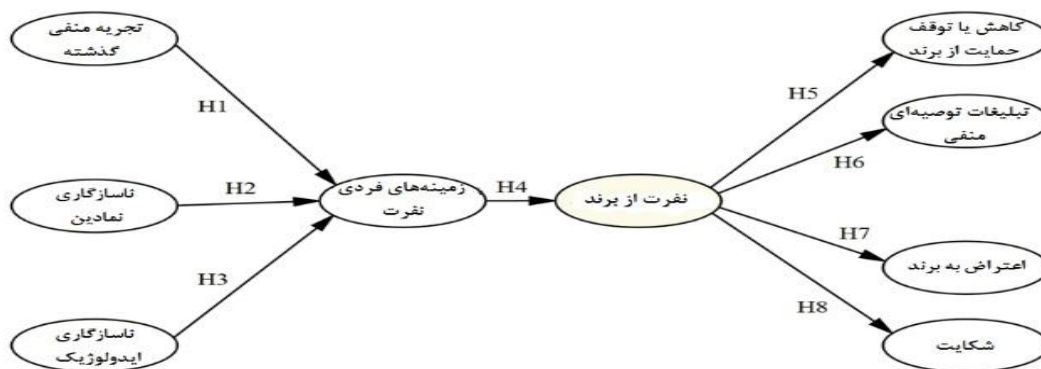 تجربه منفی
گذشته
کاهش یا توقف
حمایت از برند
H1
H5
تبلیغات توصیه‌ای
منفی
H6
ناسازگاری
نمادین
H2
زمینه‌های فردی
نفرت
H4
نفرت از برند
H7
اعتراض به برند
H3
H8
ناسازگاری
ایدولوژیک
شکایت